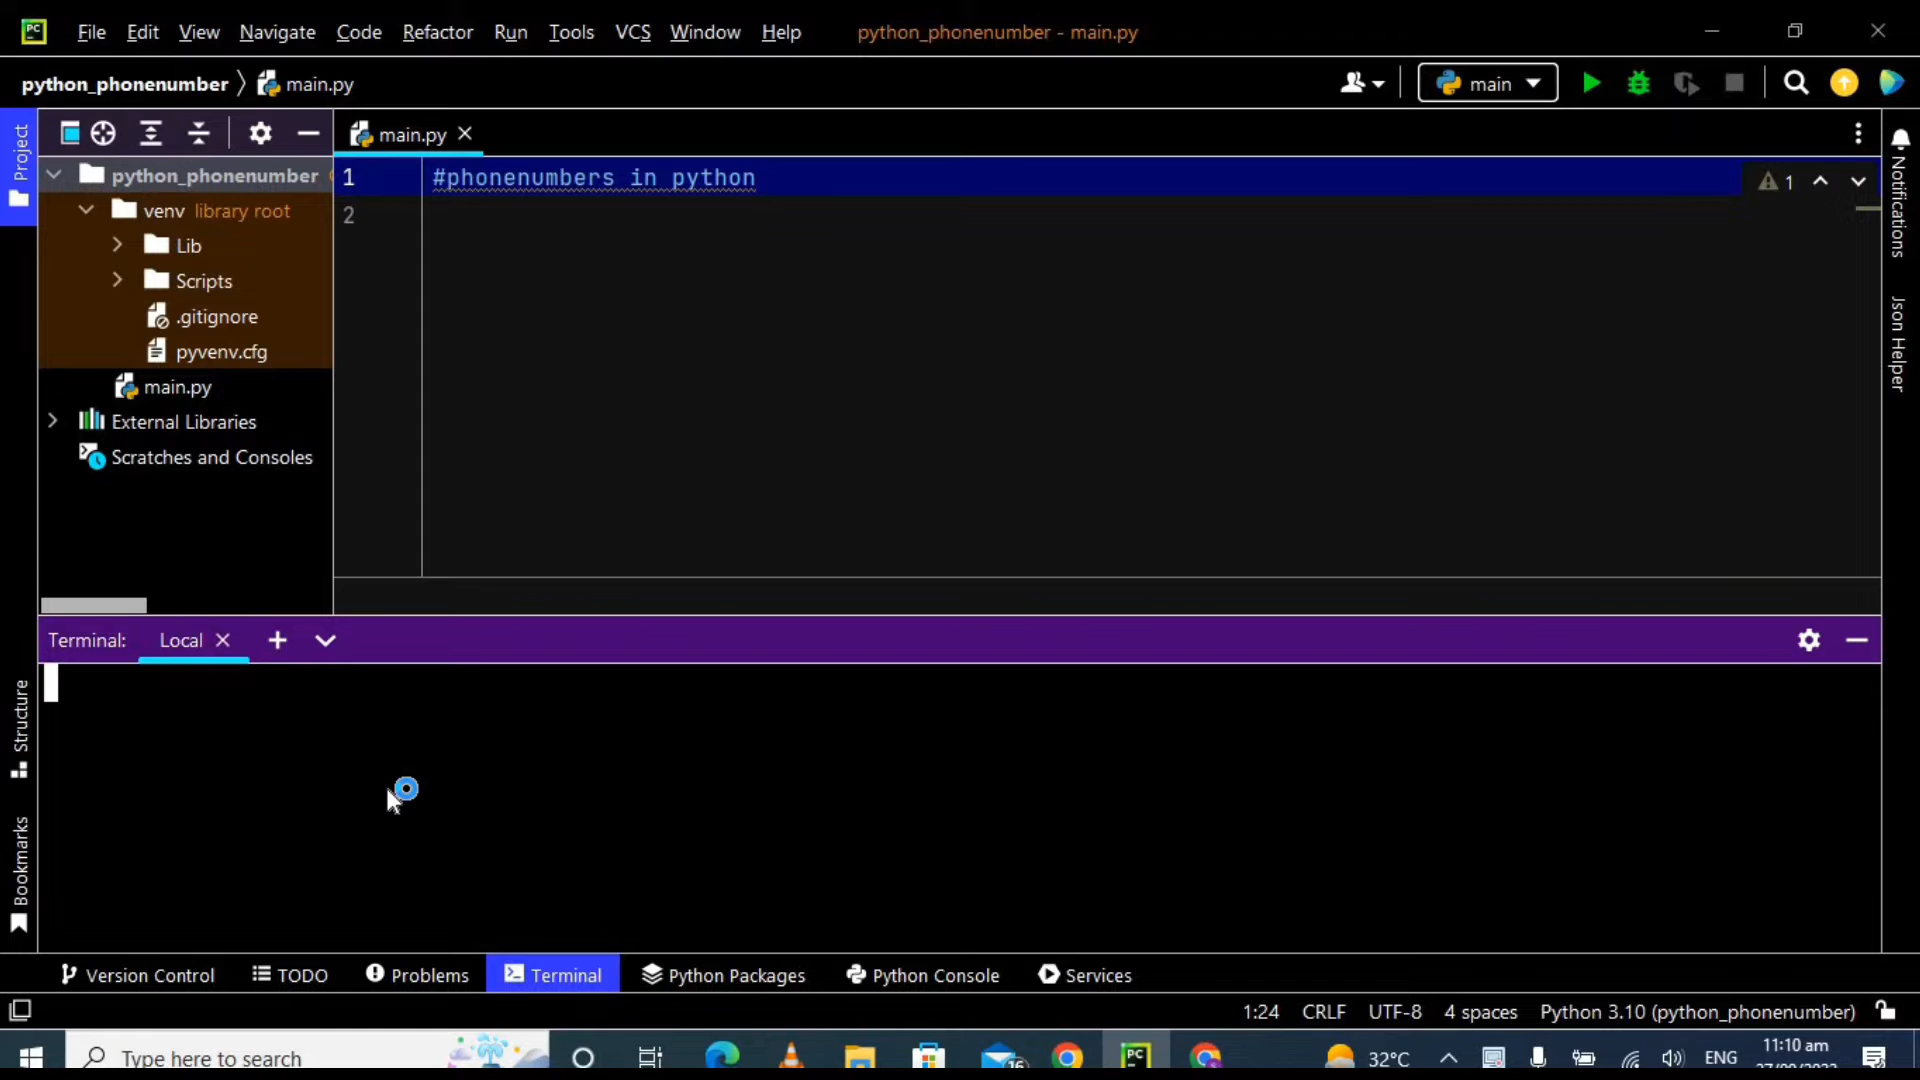 PC File Edit View Navigate Code Refactor Run Tools VCS Window Help python_phonenumber - main.py
python_phonenumber main.py main
main.py
Project
python_phonenumber
venv library root
Lib
Scripts
.gitignore
pyvenv.cfg
main.py
External Libraries
Scratches and Consoles
1 #phonenumbers in python
2
1
Notifications
Json Helper
Terminal: Local
Structure
Bookmarks
Version Control TODO Problems Terminal Python Packages Python Console Services
1:24 CRLF UTF-8 4 spaces Python 3.10 (python_phonenumber)
Type here to search 16 PC 32°C ENG 11:10 am